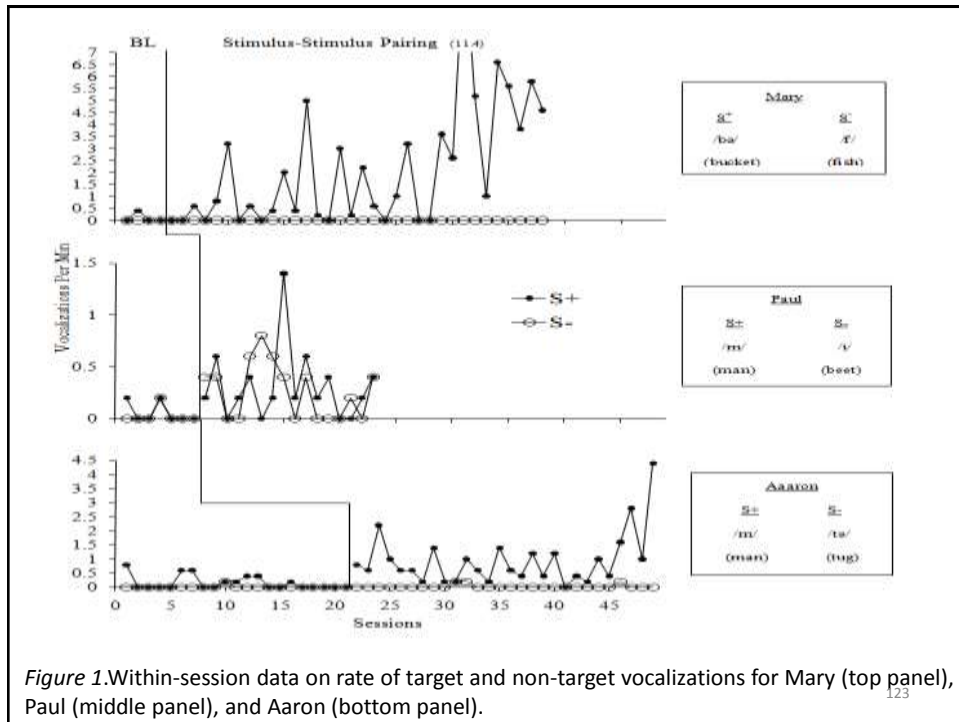 BL Stimulus-Stimulus Pairing (11.4)
7
6.5
5.5
5
4.5
3.5
3
2.5
1.5
1
0.5
0
Mary
S+ S-
/ba/ /f/
(bucket) (fish)
Vocalizations Per Min
1.5
1
0.5
0
S+
S-
Paul
S+ S-
/m/ /i/
(man) (beet)
4.5
4
3.5
3
2.5
2
1.5
1
0.5
0
0 5 10 15 20 25 30 35 40 45
Sessions
Aaaron
S+ S-
/m/ /tə/
(man) (tug)
Figure 1.Within-session data on rate of target and non-target vocalizations for Mary (top panel),
Paul (middle panel), and Aaron (bottom panel).
123